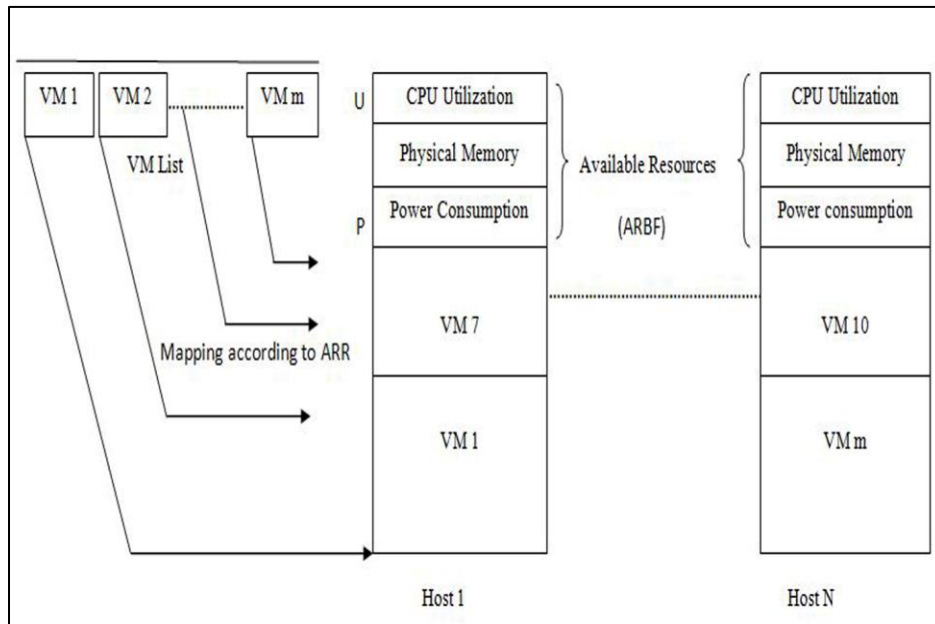 VM 1
VM 2
VM m
VM List
Mapping according to ARR
U
P
CPU Utilization
Physical Memory
Power Consumption
VM 7
VM 1
Host 1
Available Resources
(ARBF)
CPU Utilization
Physical Memory
Power consumption
VM 10
VM m
Host N